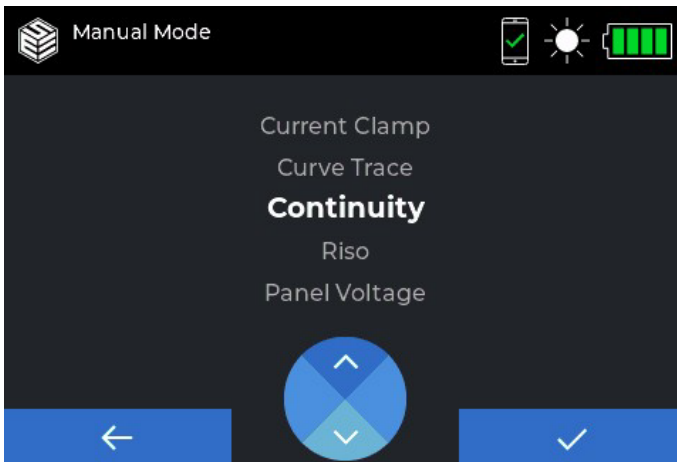 Manual Mode
Current Clamp
Curve Trace
Continuity
Riso
Panel Voltage